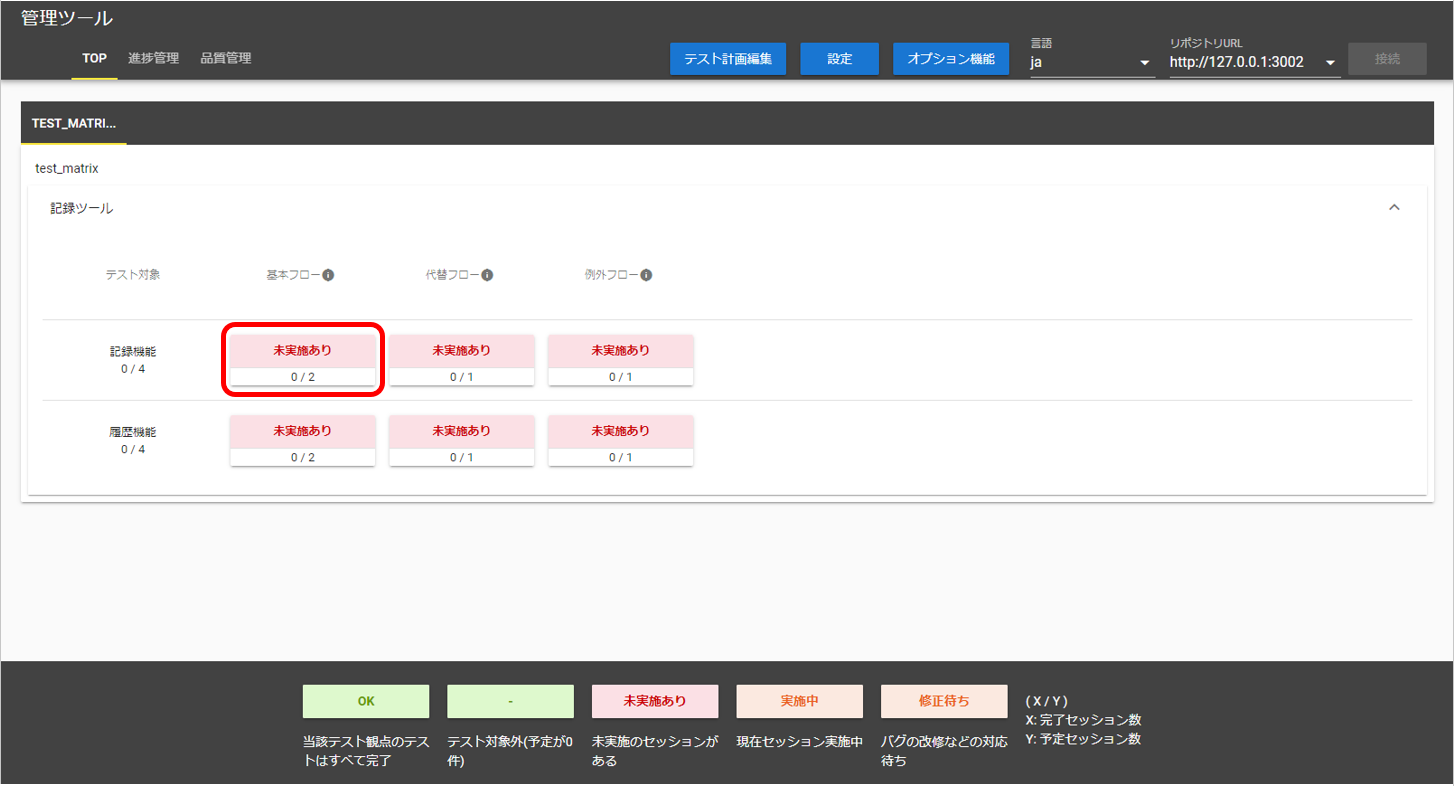 管理ツール
TOP 進捗管理 品質管理 テスト計画編集 設定 オプション機能
言語
ja
リポジトリURL
http://127.0.0.1:3002
接続
TEST_MATRI...
test_matrix
記録ツール
テスト対象 基本フロー 代替フロー 例外フロー
記録機能
0 / 4
未実施あり 未実施あり 未実施あり
0 / 2 0 / 1 0 / 1
履歴機能
0 / 4
未実施あり 未実施あり 未実施あり
0 / 2 0 / 1 0 / 1
OK
当該テスト観点のテス
トはすべて完了
-
テスト対象外(予定が0
件)
未実施あり
未実施のセッションが
ある
実施中
現在セッション実施中
修正待ち
バグの改修などの対応
待ち
( X / Y )
X: 完了セッション数
Y: 予定セッション数